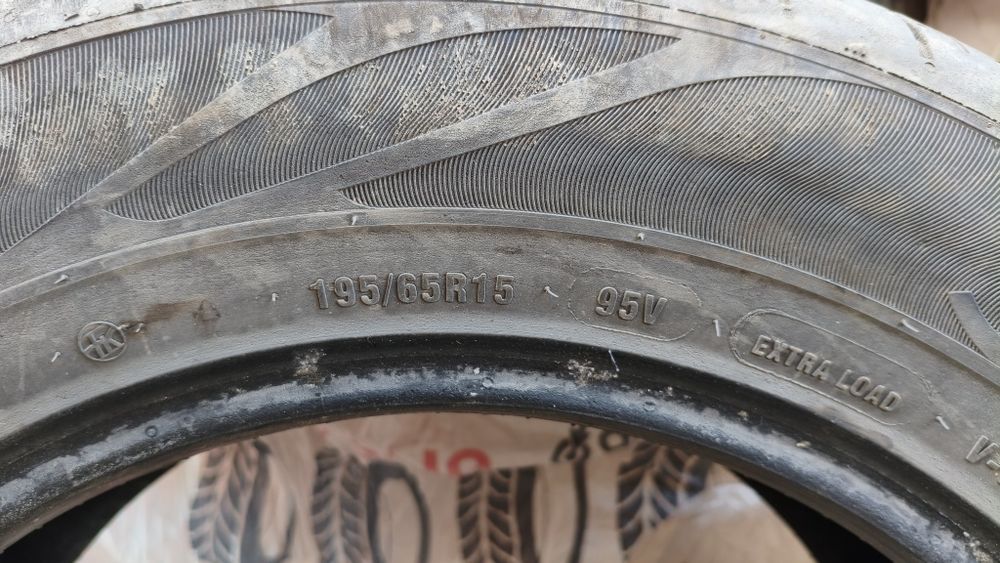 195/65R15 95V EXTRA LOAD V-